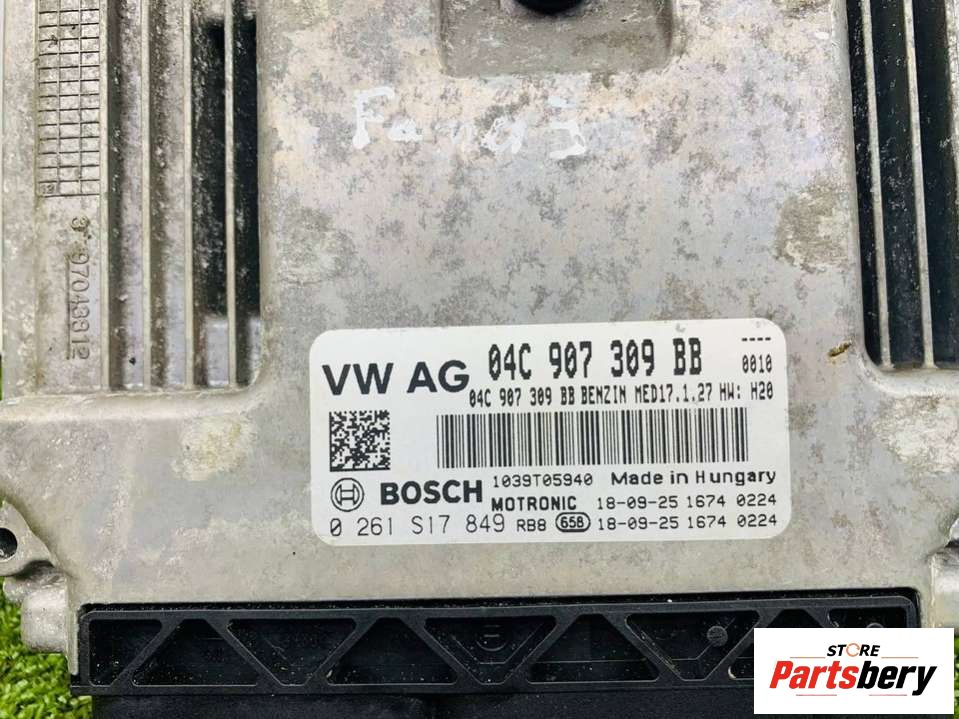 3 97043812
VW AG 04C 907 309 BB ----
0010
04C 907 309 BB BENZIN MED17.1.27 HW: H20
1039T05940 Made in Hungary
BOSCH MOTRONIC 18-09-25 1674 0224
0 261 S17 849 RB8 658 18-09-25 1674 0224
STORE
Partsbery